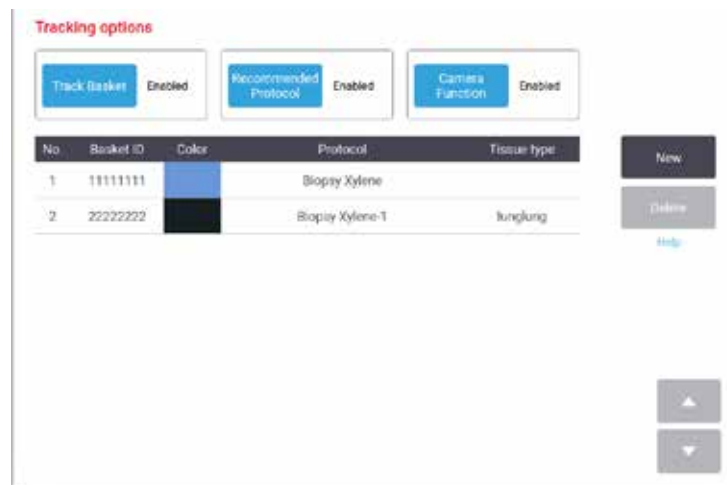 Tracking options
Track Basket Enabled
Recommended Protocol Enabled
Camera Function Enabled
No. Basket ID Color Protocol Tissue type
1 11111111 Biopsy Xylene
2 22222222 Biopsy Xylene-1 lunglung
New
Delete
Help